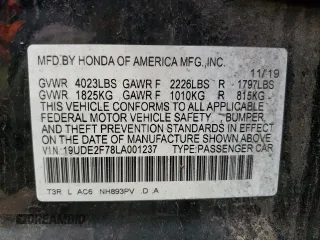 MFD BY HONDA OF AMERICA MFG.,INC.
11/19
GVWR 4023LBS GAWR F 2226LBS R 1797LBS
GVWR 1825KG GAWR F 1010KG R 815KG
THIS VEHICLE CONFORMS TO ALL APPLICABLE
FEDERAL MOTOR VEHICLE SAFETY, BUMPER,
AND THEFT PREVENTION STANDARDS IN
EFFECT ON THE DATE OF MANUFACTURE
SHOWN ABOVE.
V.I.N:19UDE2F78LA001237 TYPE:PASSENGER CAR
T3R L AC6 NH893PV .D .A